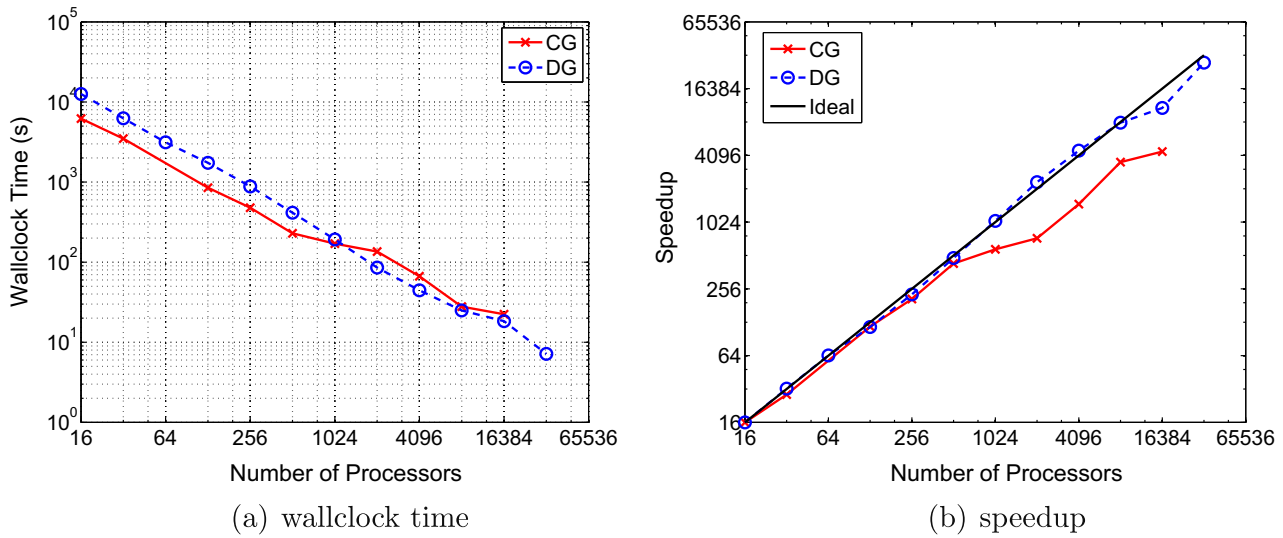 10^5
10^4
10^3
10^2
10^1
10^0
Wallclock Time (s)
CG
DG
16 64 256 1024 4096 16384 65536
Number of Processors
(a) wallclock time
65536
16384
4096
1024
256
64
16
Speedup
CG
DG
Ideal
16 64 256 1024 4096 16384 65536
Number of Processors
(b) speedup